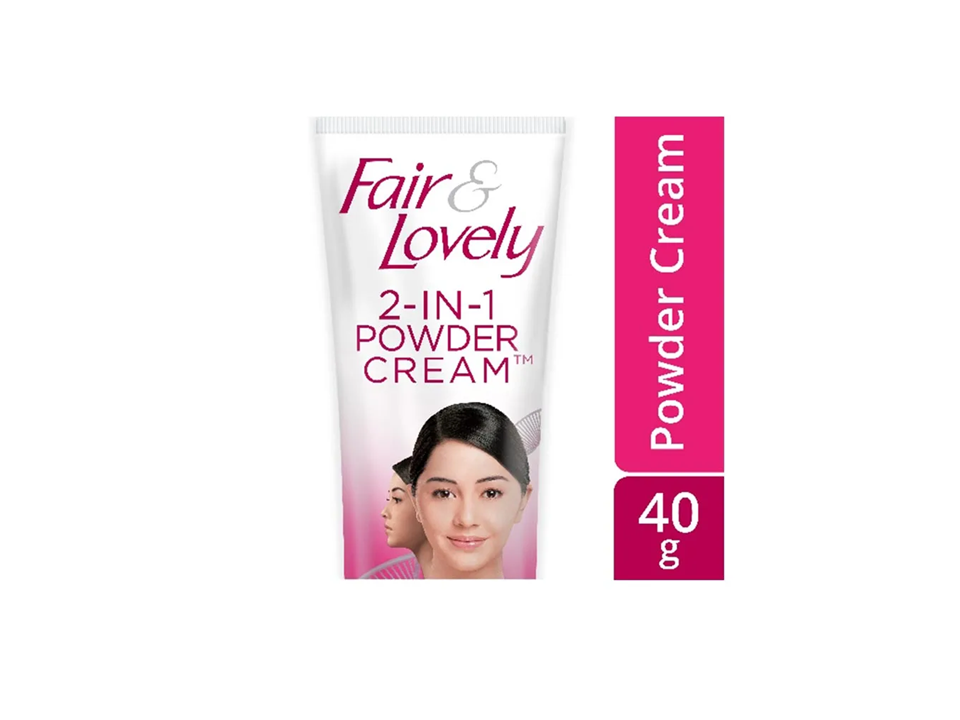 Fair &
Lovely
2-IN-1
POWDER
CREAM™
Powder Cream
40
g